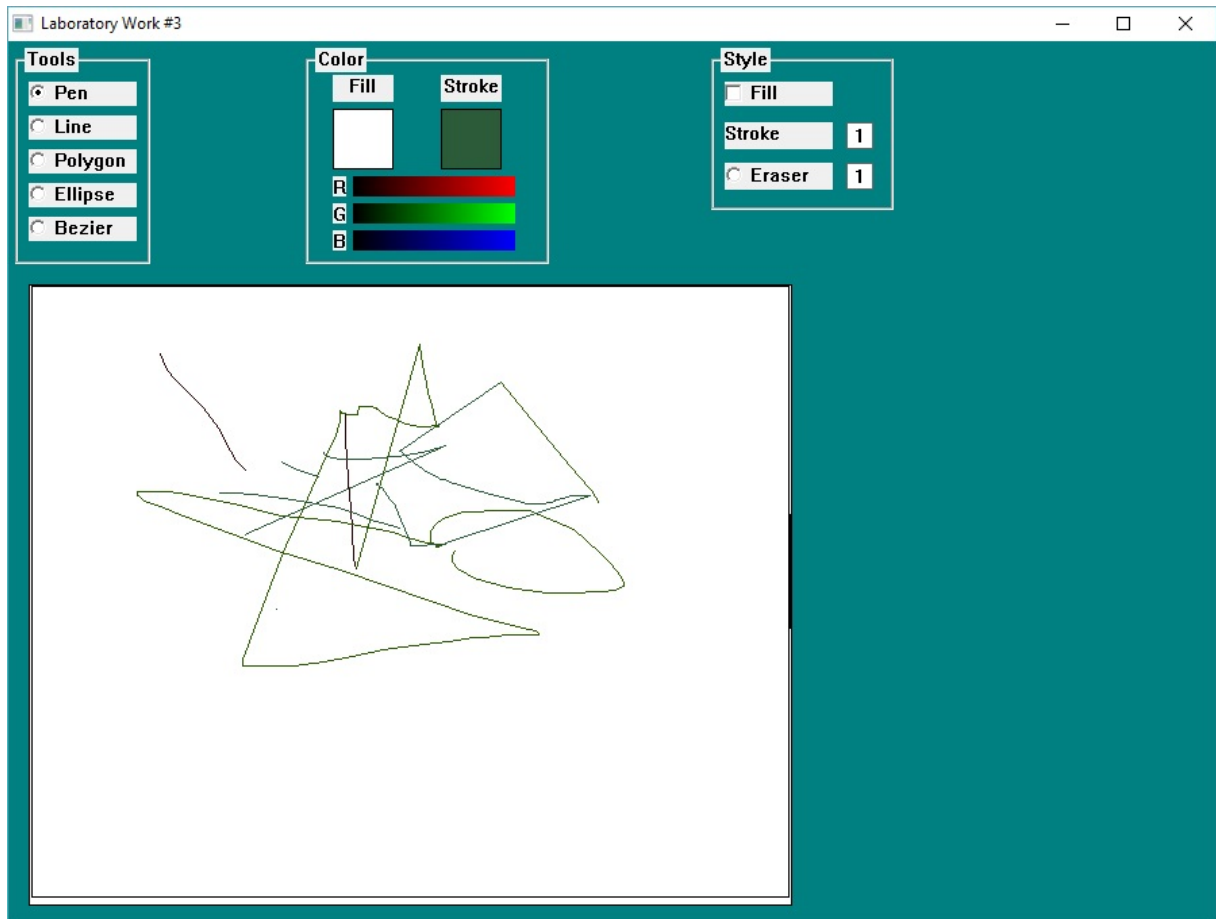 Laboratory Work #3
Tools
Pen
Line
Polygon
Ellipse
Bezier
Color
Fill Stroke
R
G
B
Style
Fill
Stroke 1
Eraser 1